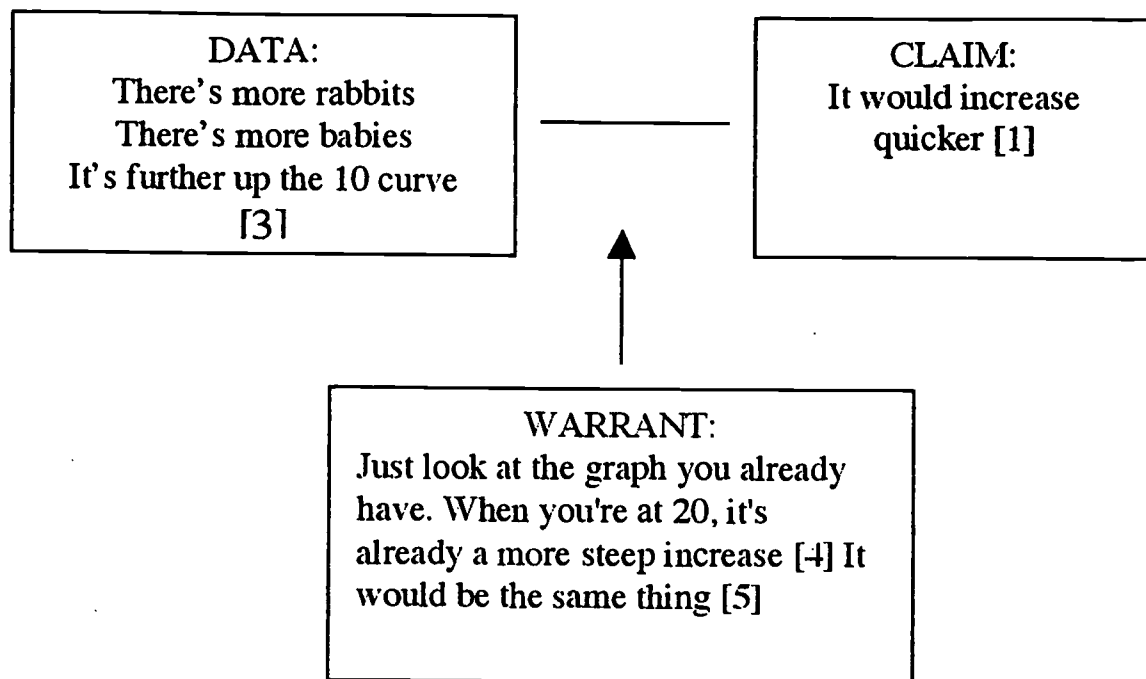 DATA:
There's more rabbits
There's more babies
It's further up the 10 curve
[3]
CLAIM:
It would increase
quicker [1]
WARRANT:
Just look at the graph you already
have. When you're at 20, it's
already a more steep increase [4] It
would be the same thing [5]